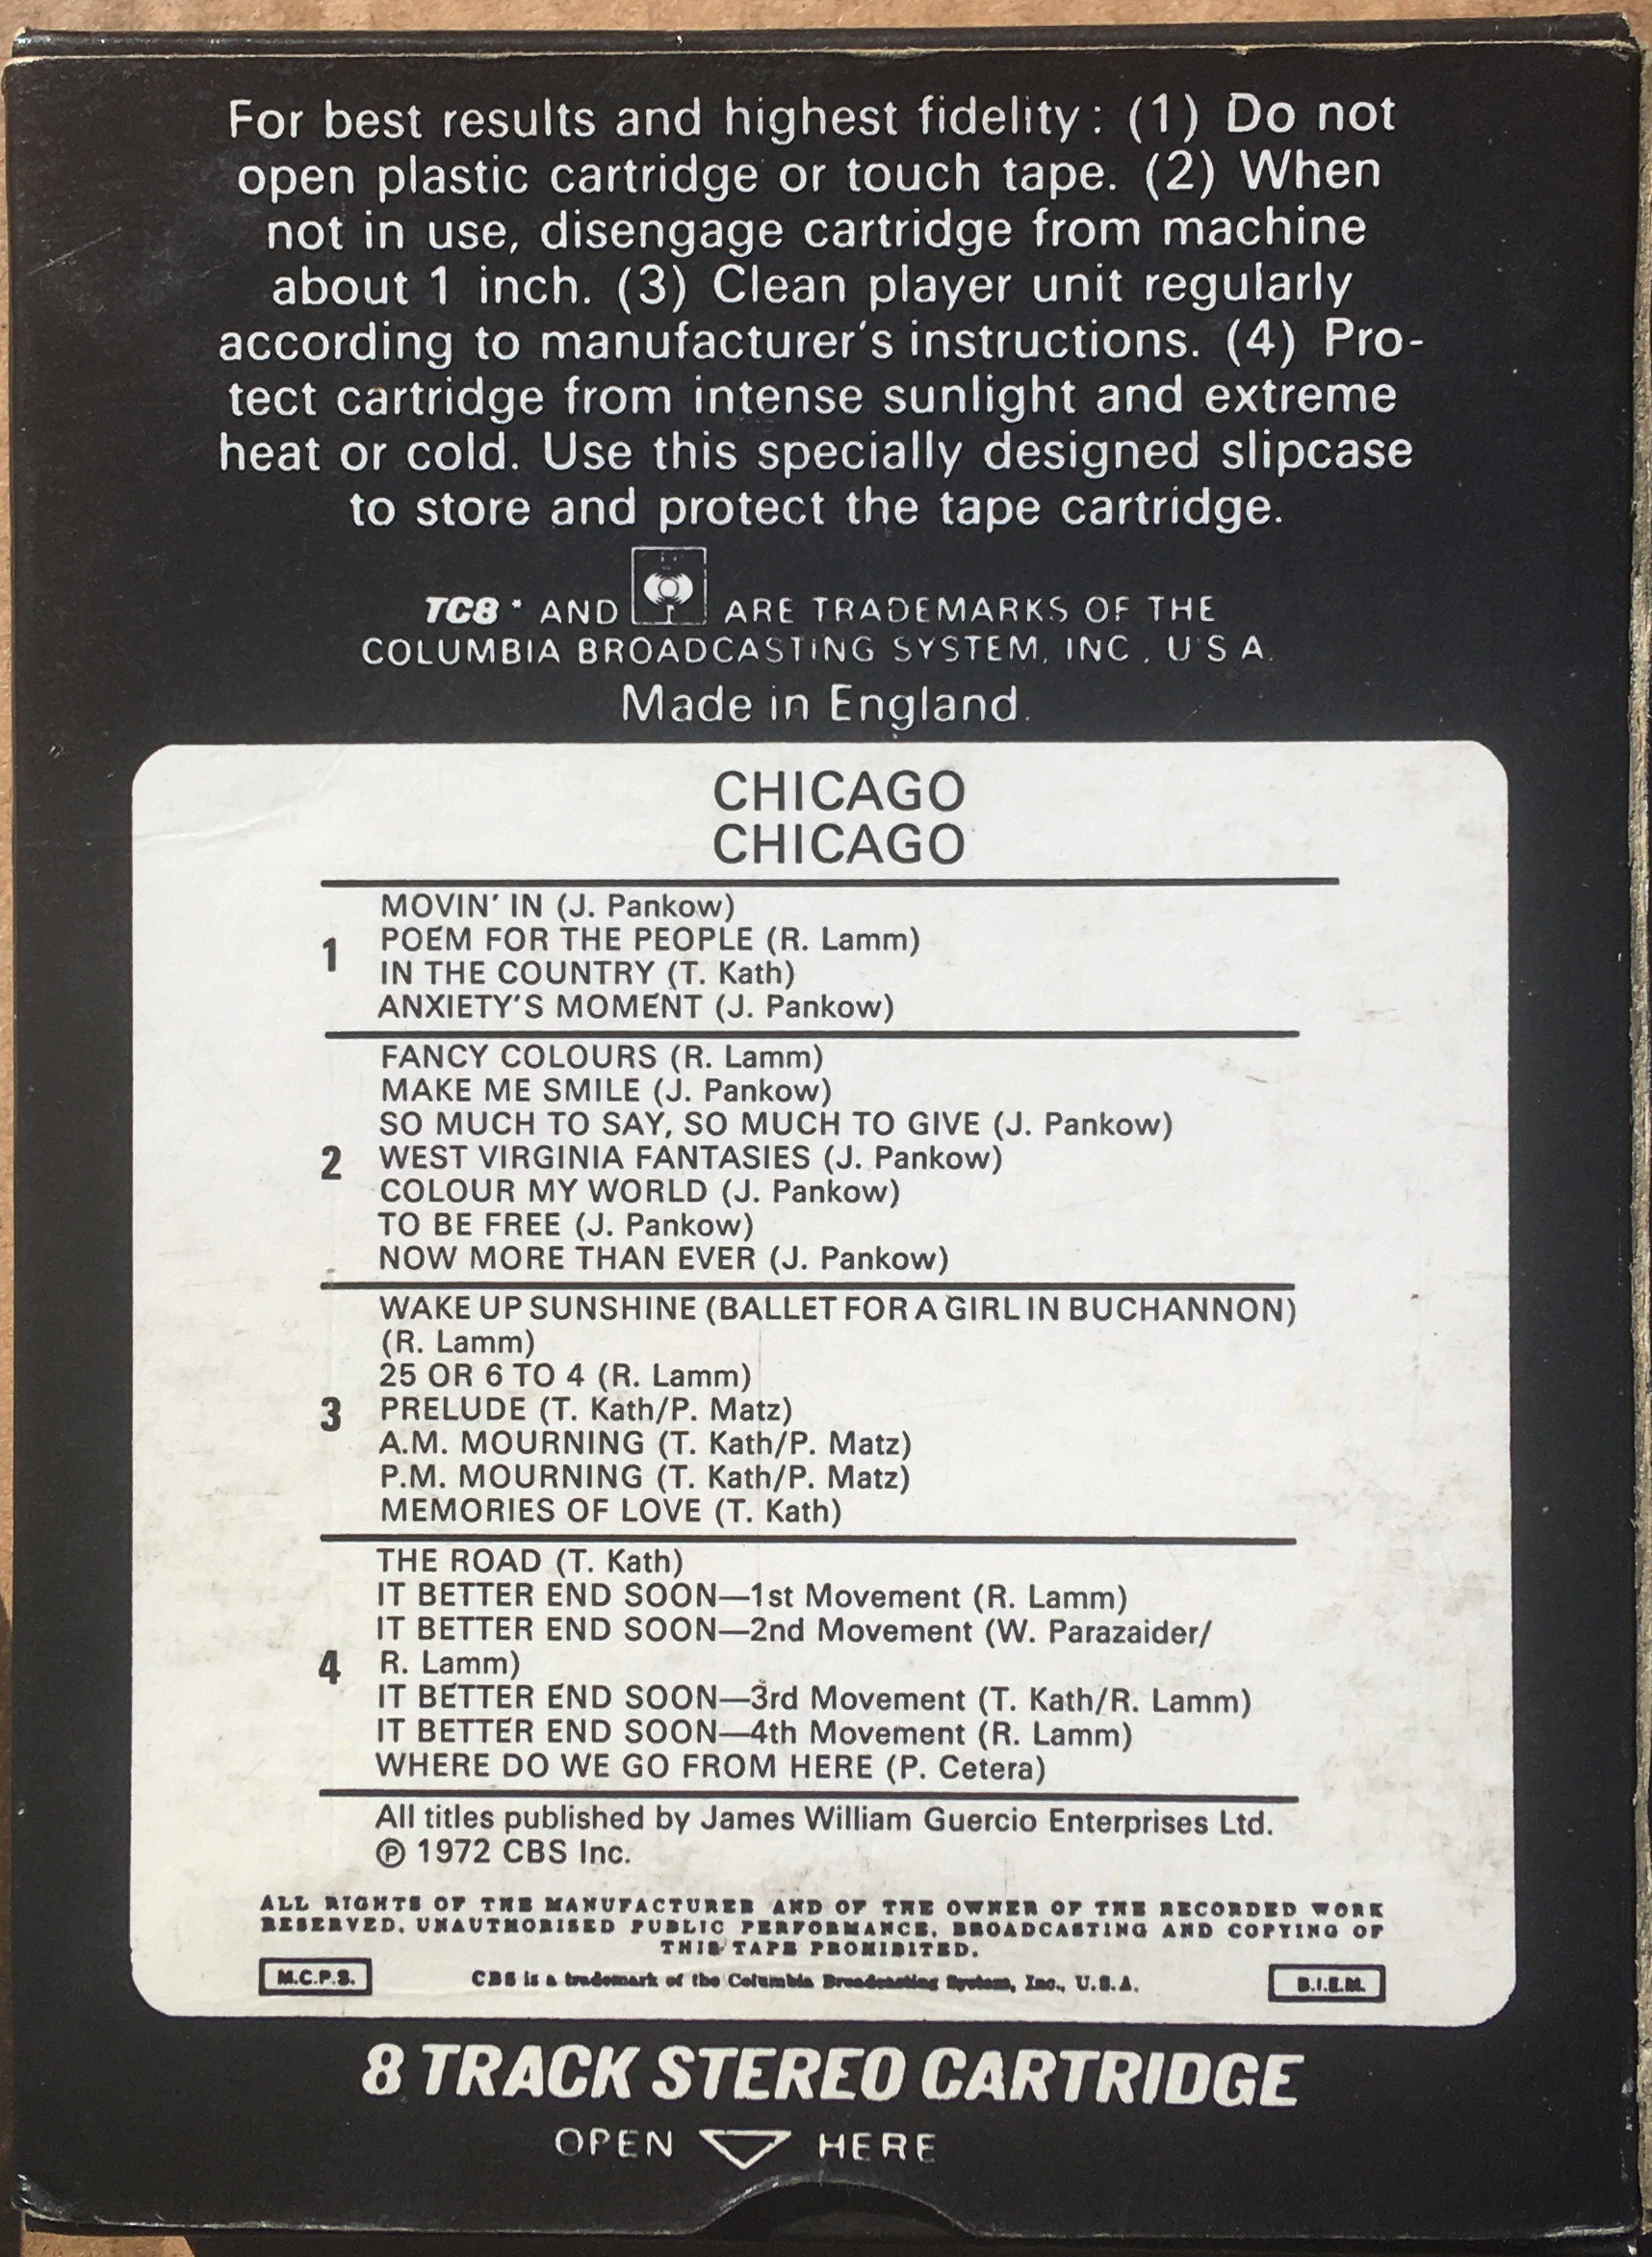 For best results and highest fidelity: (1) Do not
open plastic cartridge or touch tape. (2) When
not in use, disengage cartridge from machine
about 1 inch. (3) Clean player unit regularly
according to manufacturer's instructions. (4) Pro-
tect cartridge from intense sunlight and extreme
heat or cold. Use this specially designed slipcase
to store and protect the tape cartridge.
TC8 * AND ARE TRADEMARKS OF THE
COLUMBIA BROADCASTING SYSTEM, INC., U.S.A.
Made in England.
CHICAGO
CHICAGO
1
MOVIN' IN (J. Pankow)
POEM FOR THE PEOPLE (R. Lamm)
IN THE COUNTRY (T. Kath)
ANXIETY'S MOMENT (J. Pankow)
2
FANCY COLOURS (R. Lamm)
MAKE ME SMILE (J. Pankow)
SO MUCH TO SAY, SO MUCH TO GIVE (J. Pankow)
WEST VIRGINIA FANTASIES (J. Pankow)
COLOUR MY WORLD (J. Pankow)
TO BE FREE (J. Pankow)
NOW MORE THAN EVER (J. Pankow)
3
WAKE UP SUNSHINE (BALLET FOR A GIRL IN BUCHANNON)
(R. Lamm)
25 OR 6 TO 4 (R. Lamm)
PRELUDE (T. Kath/P. Matz)
A.M. MOURNING (T. Kath/P. Matz)
P.M. MOURNING (T. Kath/P. Matz)
MEMORIES OF LOVE (T. Kath)
4
THE ROAD (T. Kath)
IT BETTER END SOON—1st Movement (R. Lamm)
IT BETTER END SOON—2nd Movement (W. Parazaider/
R. Lamm)
IT BETTER END SOON—3rd Movement (T. Kath/R. Lamm)
IT BETTER END SOON—4th Movement (R. Lamm)
WHERE DO WE GO FROM HERE (P. Cetera)
All titles published by James William Guercio Enterprises Ltd.
℗ 1972 CBS Inc.
ALL RIGHTS OF THE MANUFACTURER AND OF THE OWNER OF THE RECORDED WORK
RESERVED. UNAUTHORISED PUBLIC PERFORMANCE, BROADCASTING AND COPYING OF
THIS TAPE PROHIBITED.
M.C.P.S.
CBS is a trademark of the Columbia Broadcasting System, Inc., U.S.A.
B.I.E.M.
8 TRACK STEREO CARTRIDGE
OPEN HERE